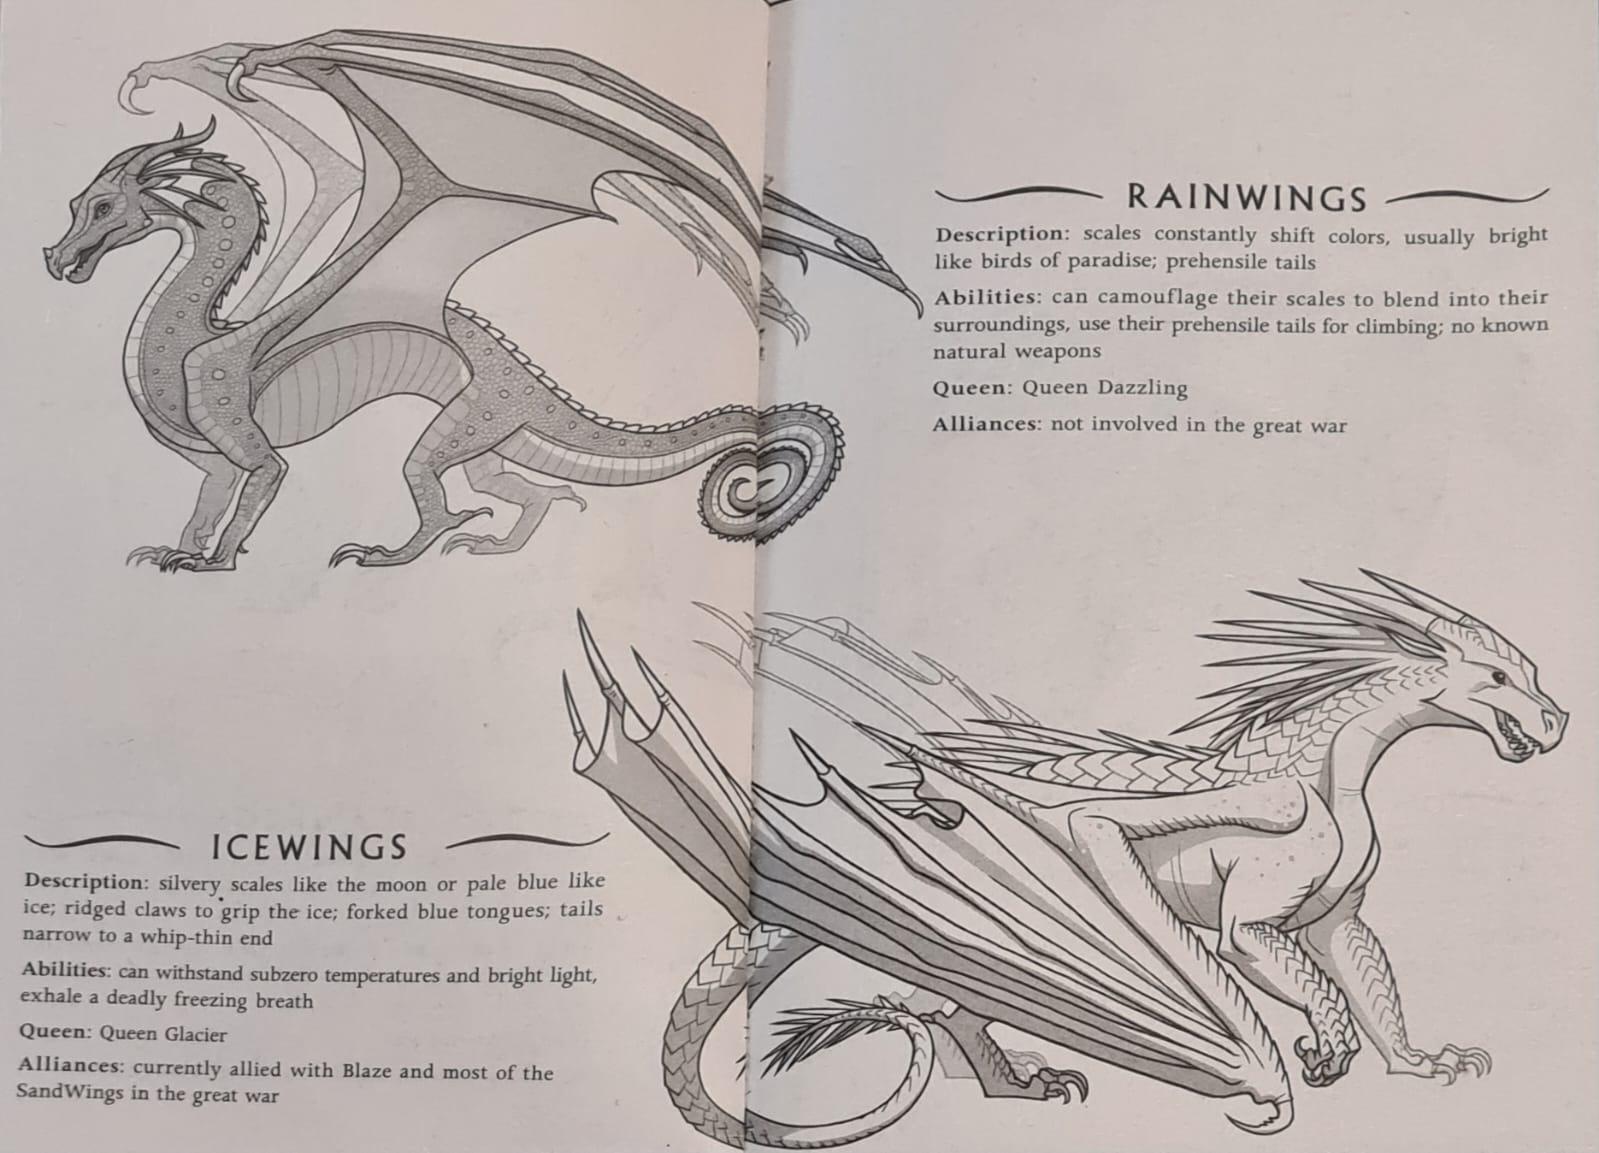 RAINWINGS
Description: scales constantly shift colors, usually bright
like birds of paradise; prehensile tails
Abilities: can camouflage their scales to blend into their
surroundings, use their prehensile tails for climbing; no known
natural weapons
Queen: Queen Dazzling
Alliances: not involved in the great war
ICEWINGS
Description: silvery scales like the moon or pale blue like
ice; ridged claws to grip the ice; forked blue tongues; tails
narrow to a whip-thin end
Abilities: can withstand subzero temperatures and bright light,
exhale a deadly freezing breath
Queen: Queen Glacier
Alliances: currently allied with Blaze and most of the
SandWings in the great war